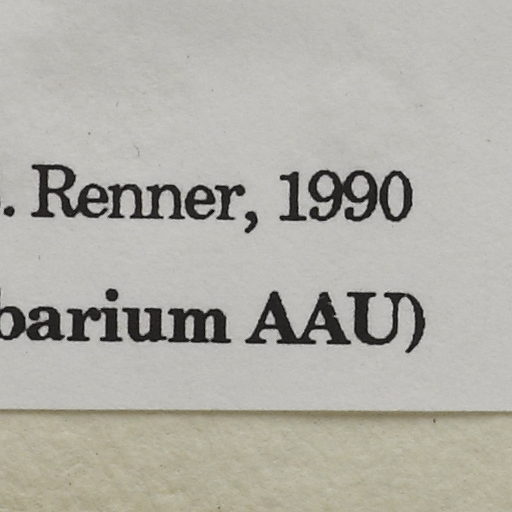 . Renner, 1990
barium AAU)